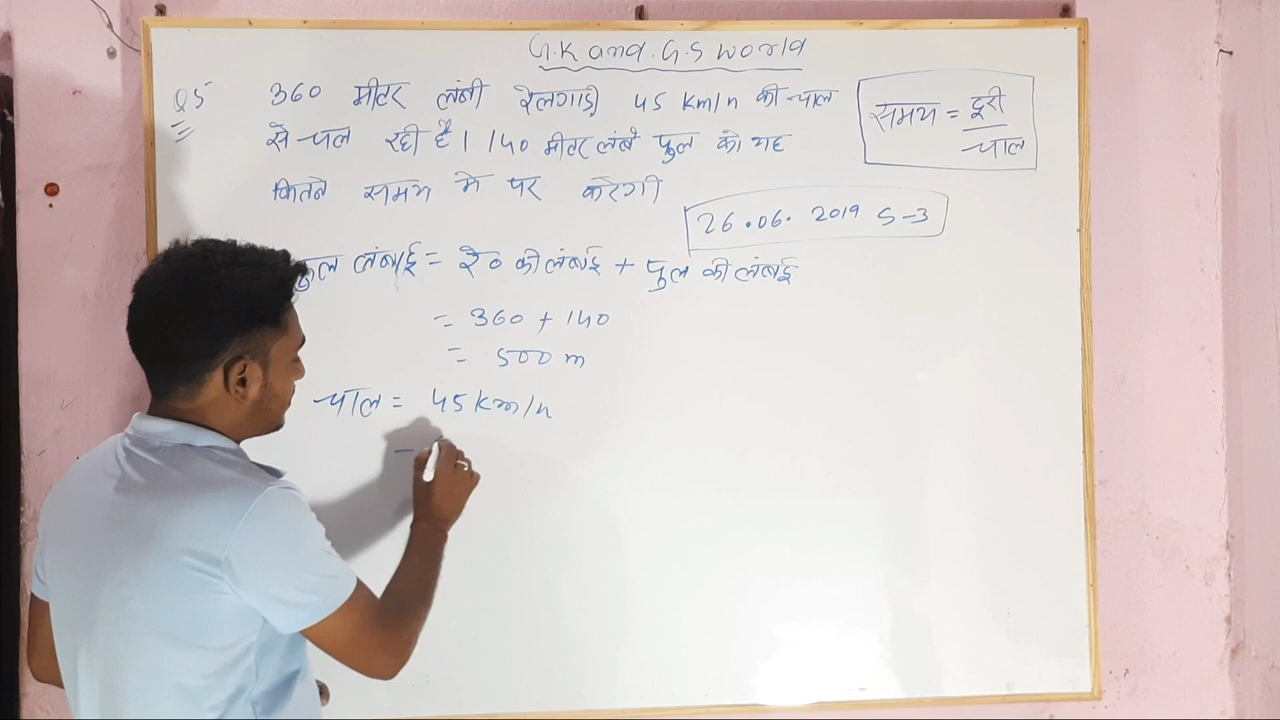 G.K and G.S world
Q5 360 मीटर लंबी रेलगाड़ी 45 km/h की चाल
से चल रही है। 140 मीटर लंबे पुल को यह
कितने समय में पर करेगी
समय = दूरी / चाल
26.06. 2019 S-3
कुल लंबाई = रे० की लंबाई + पुल की लंबाई
= 360 + 140
= 500 m
चाल = 45 km/h